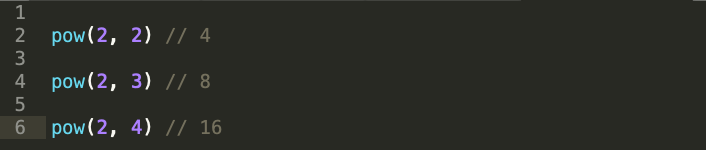 1
2 pow(2, 2) // 4
3
4 pow(2, 3) // 8
5
6 pow(2, 4) // 16